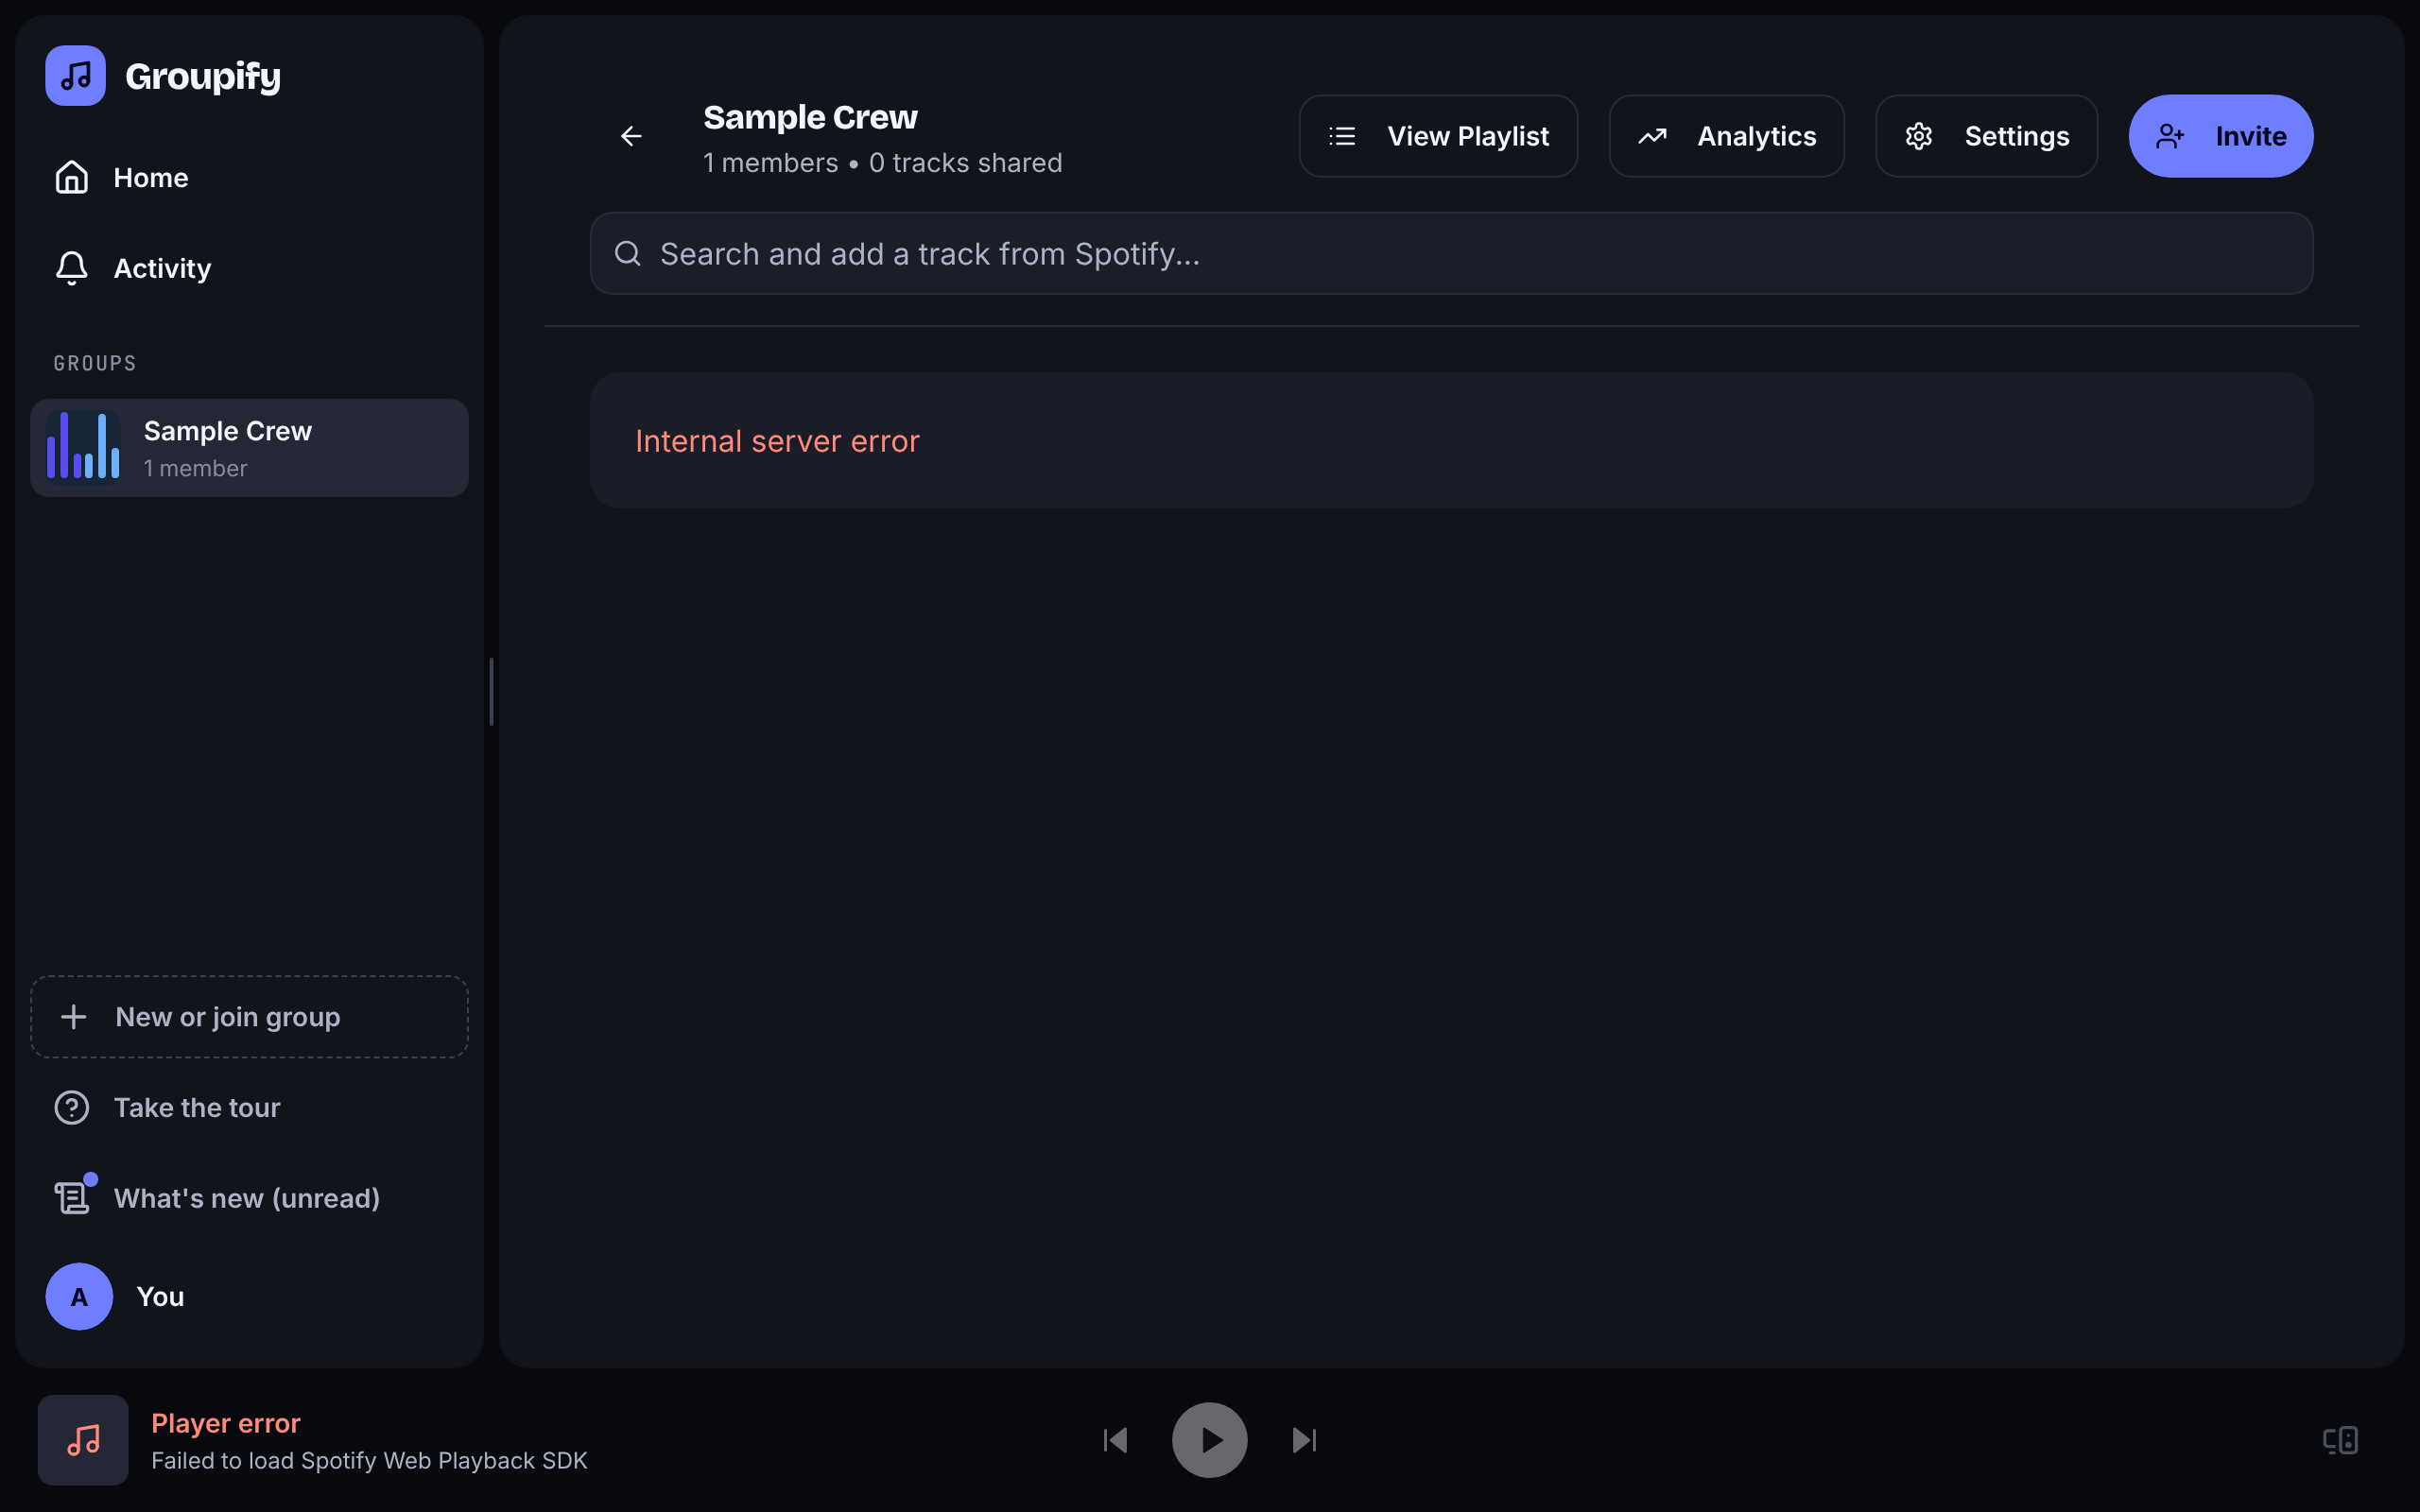 Groupify
Home
Activity
GROUPS
Sample Crew
1 member
New or join group
Take the tour
What's new (unread)
A
You
Sample Crew
1 members • 0 tracks shared
View Playlist
Analytics
Settings
Invite
Search and add a track from Spotify...
Internal server error
Player error
Failed to load Spotify Web Playback SDK